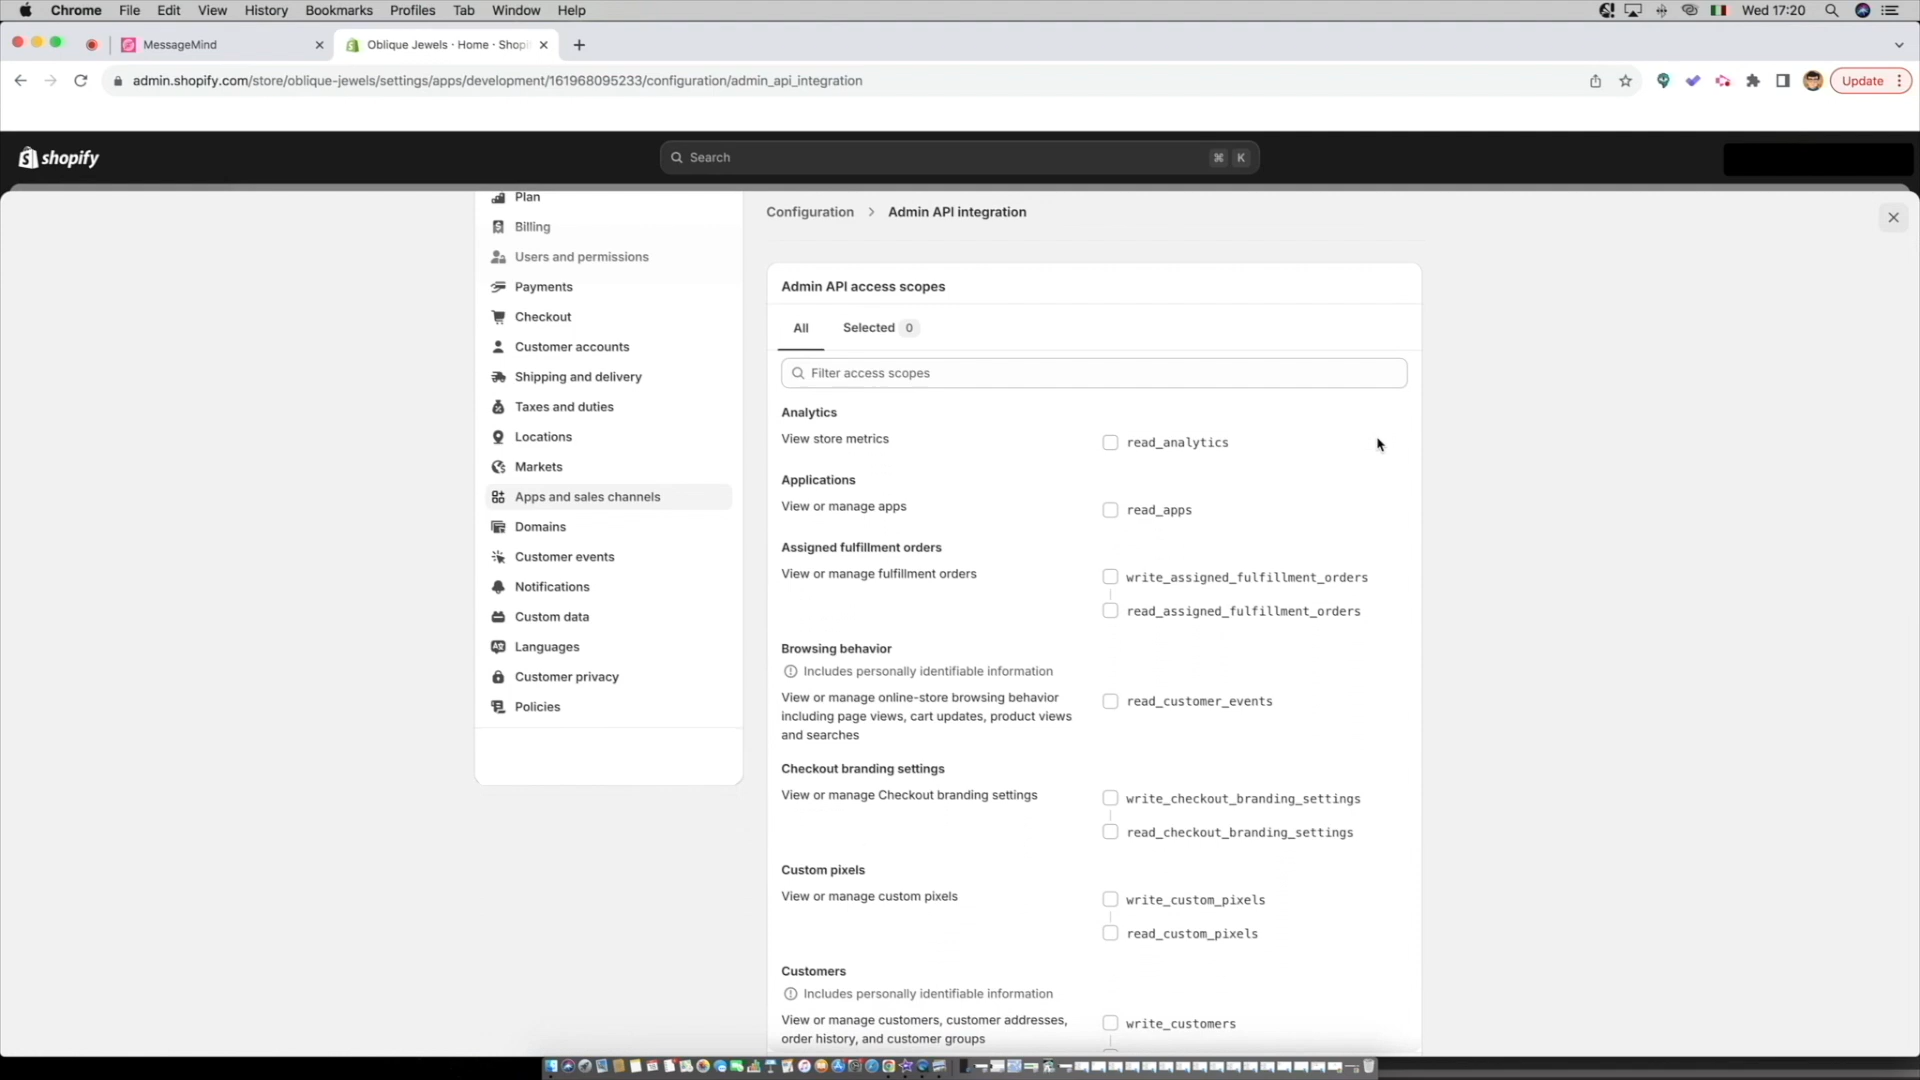 Chrome File Edit View History Bookmarks Profiles Tab Window Help Wed 17:20
MessageMind Oblique Jewels · Home · Shopi
admin.shopify.com/store/oblique-jewels/settings/apps/development/161968095233/configuration/admin_api_integration Update
shopify Search ⌘ K
Plan
Billing
Users and permissions
Payments
Checkout
Customer accounts
Shipping and delivery
Taxes and duties
Locations
Markets
Apps and sales channels
Domains
Customer events
Notifications
Custom data
Languages
Customer privacy
Policies
Configuration > Admin API integration
Admin API access scopes
All Selected 0
Filter access scopes
Analytics
View store metrics read_analytics
Applications
View or manage apps read_apps
Assigned fulfillment orders
View or manage fulfillment orders write_assigned_fulfillment_orders
read_assigned_fulfillment_orders
Browsing behavior
Includes personally identifiable information
View or manage online-store browsing behavior read_customer_events
including page views, cart updates, product views
and searches
Checkout branding settings
View or manage Checkout branding settings write_checkout_branding_settings
read_checkout_branding_settings
Custom pixels
View or manage custom pixels write_custom_pixels
read_custom_pixels
Customers
Includes personally identifiable information
View or manage customers, customer addresses, write_customers
order history, and customer groups